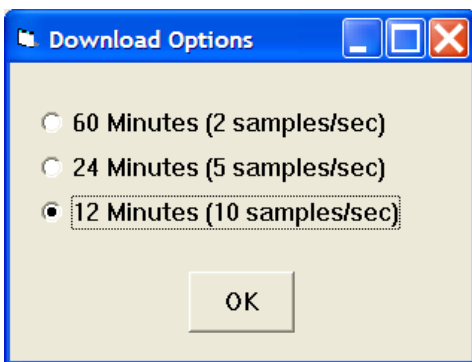 Download Options
60 Minutes (2 samples/sec)
24 Minutes (5 samples/sec)
12 Minutes (10 samples/sec)
OK